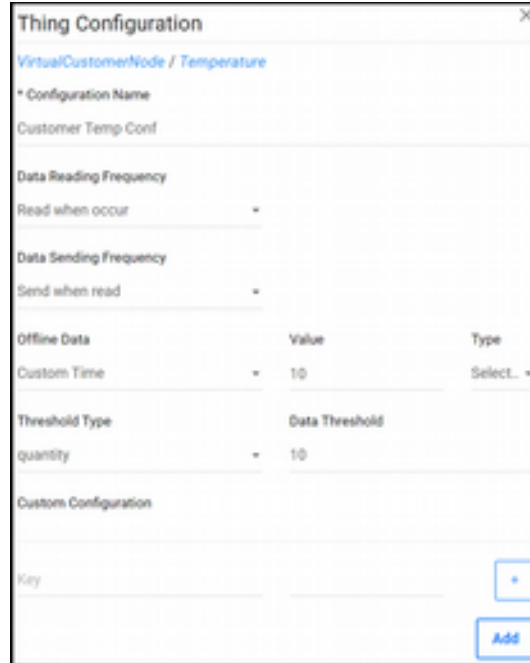 Thing Configuration
VirtualCustomerNode / Temperature
* Configuration Name
Customer Temp Conf
Data Reading Frequency
Read when occur
Data Sending Frequency
Send when read
Offline Data Value Type
Custom Time 10 Select..
Threshold Type Data Threshold
quantity 10
Custom Configuration
Key +
Add